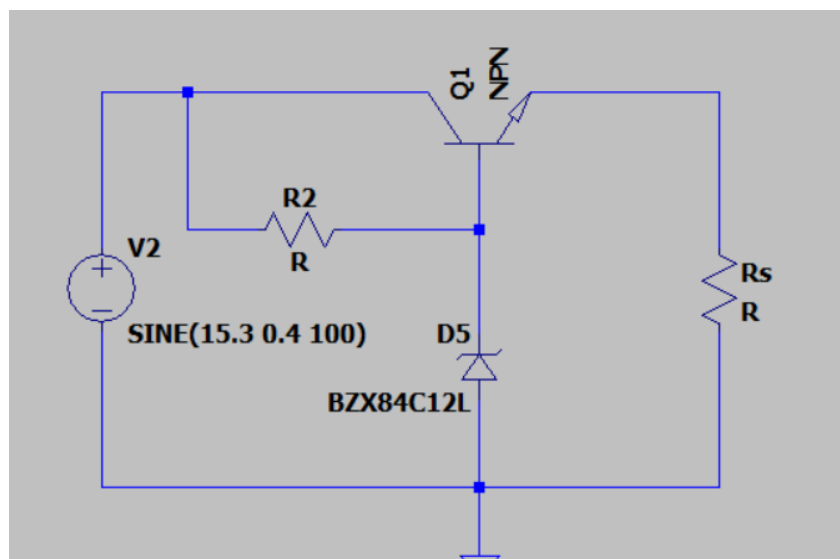 Q1
NPN
R2
R
V2
SINE(15.3 0.4 100)
Rs
R
D5
BZX84C12L